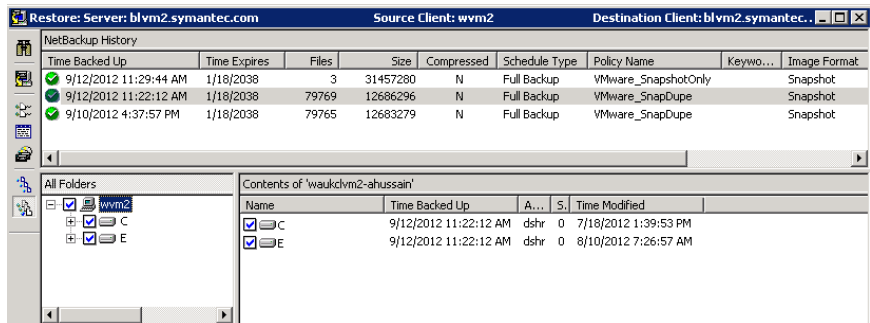 Restore: Server: blvm2.symantec.com Source Client: wvm2 Destination Client: blvm2.symantec..
NetBackup History
Time Backed Up Time Expires Files Size Compressed Schedule Type Policy Name Keywo... Image Format
9/12/2012 11:29:44 AM 1/18/2038 3 31457280 N Full Backup VMware_SnapshotOnly Snapshot
9/12/2012 11:22:12 AM 1/18/2038 79769 12686296 N Full Backup VMware_SnapDupe Snapshot
9/10/2012 4:37:57 PM 1/18/2038 79765 12683279 N Full Backup VMware_SnapDupe Snapshot
All Folders Contents of 'waukclvm2-ahussain'
wvm2 Name Time Backed Up A... S. Time Modified
C C 9/12/2012 11:22:12 AM dshr 0 7/18/2012 1:39:53 PM
E E 9/12/2012 11:22:12 AM dshr 0 8/10/2012 7:26:57 AM